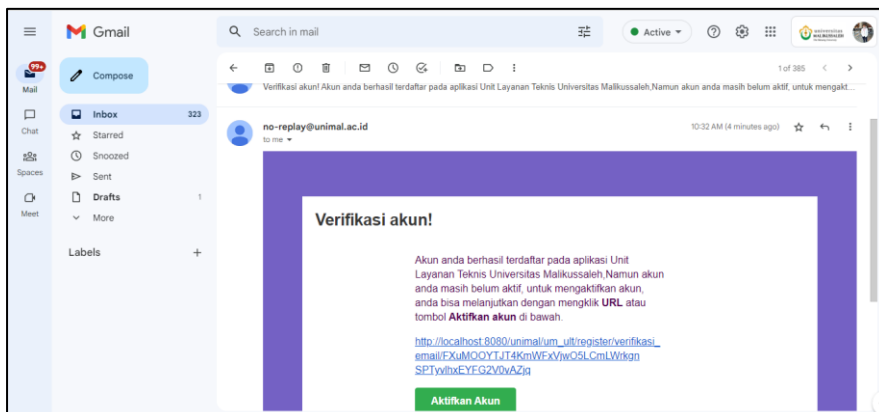 Gmail
Search in mail
Active
UNIVERSITAS
MALIKUSSALEH
99+
Mail
Compose
1 of 385
Verifikasi akun! Akun anda berhasil terdaftar pada aplikasi Unit Layanan Teknis Universitas Malikussaleh,Namun akun anda masih belum aktif, untuk mengakt...
Inbox 323
Chat
Starred
Snoozed
Spaces
Sent
Meet
Drafts 1
More
Labels +
no-replay@unimal.ac.id
10:32 AM (4 minutes ago)
to me
Verifikasi akun!
Akun anda berhasil terdaftar pada aplikasi Unit
Layanan Teknis Universitas Malikussaleh,Namun akun
anda masih belum aktif, untuk mengaktifkan akun,
anda bisa melanjutkan dengan mengklik URL atau
tombol Aktifkan akun di bawah.
http://localhost:8080/unimal/um_ult/register/verifikasi_
email/FXuMOOYTJT4KmWFxVjwO5LCmLWrkgn
SPTyvlhxEYFG2V0vAZjq
Aktifkan Akun